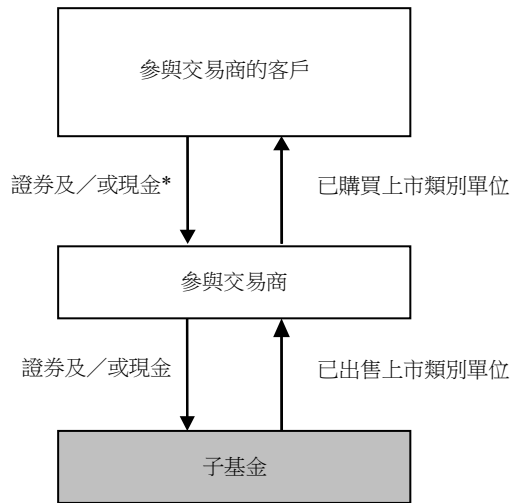 參與交易商的客戶
證券及／或現金*
已購買上市類別單位
參與交易商
證券及／或現金
已出售上市類別單位
子基金